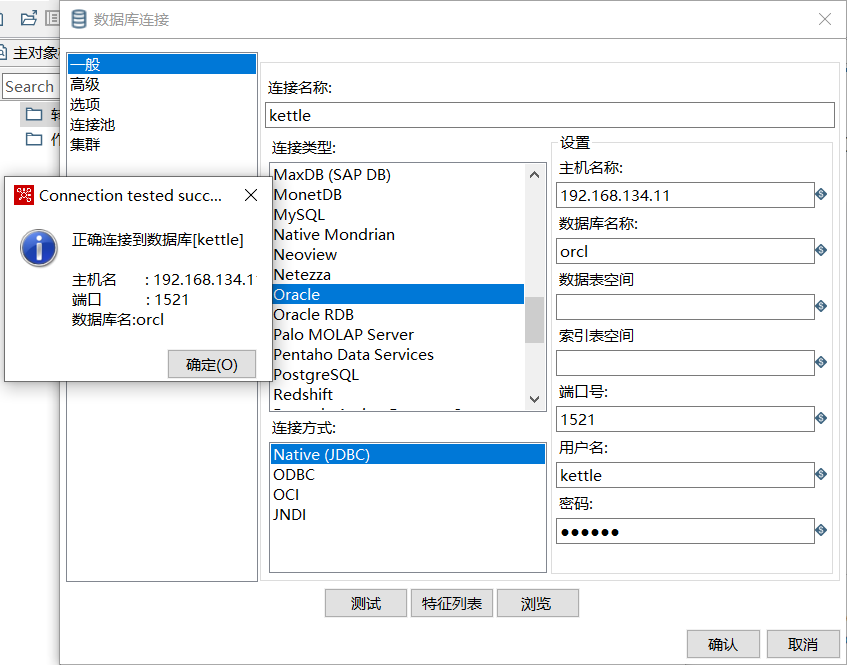 数据库连接
主对象
Search
一般
高级
选项
连接池
集群
连接名称:
kettle
连接类型:
MaxDB (SAP DB)
MonetDB
MySQL
Native Mondrian
Neoview
Netezza
Oracle
Oracle RDB
Palo MOLAP Server
Pentaho Data Services
PostgreSQL
Redshift
连接方式:
Native (JDBC)
ODBC
OCI
JNDI
设置
主机名称:
192.168.134.11
数据库名称:
orcl
数据表空间
索引表空间
端口号:
1521
用户名:
kettle
密码:
●●●●●●
测试
特征列表
浏览
确认
取消
Connection tested succ...
正确连接到数据库[kettle]
主机名 : 192.168.134.11
端口 : 1521
数据库名:orcl
确定(O)